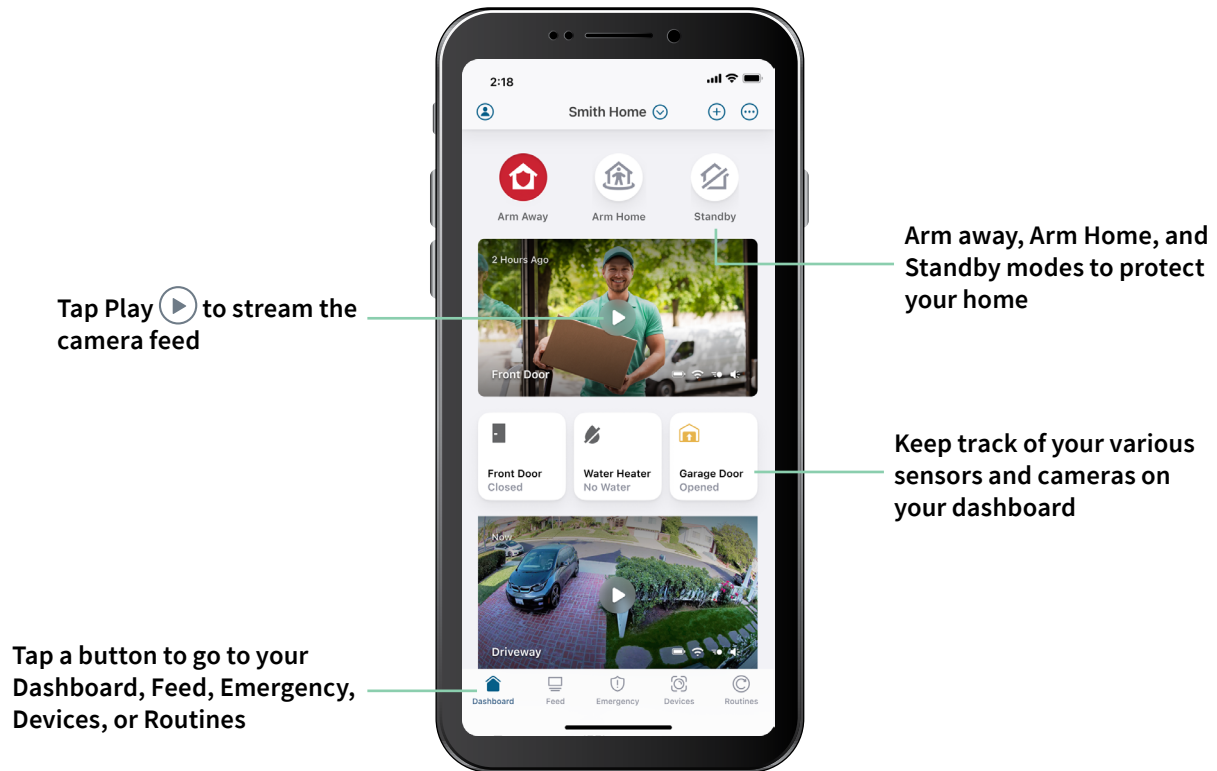 2:18
Smith Home
Arm Away
Arm Home
Standby
2 Hours Ago
Front Door
Front Door
Closed
Water Heater
No Water
Garage Door
Opened
Now
Driveway
Dashboard
Feed
Emergency
Devices
Routines
Tap Play to stream the
camera feed
Tap a button to go to your
Dashboard, Feed, Emergency,
Devices, or Routines
Arm away, Arm Home, and
Standby modes to protect
your home
Keep track of your various
sensors and cameras on
your dashboard